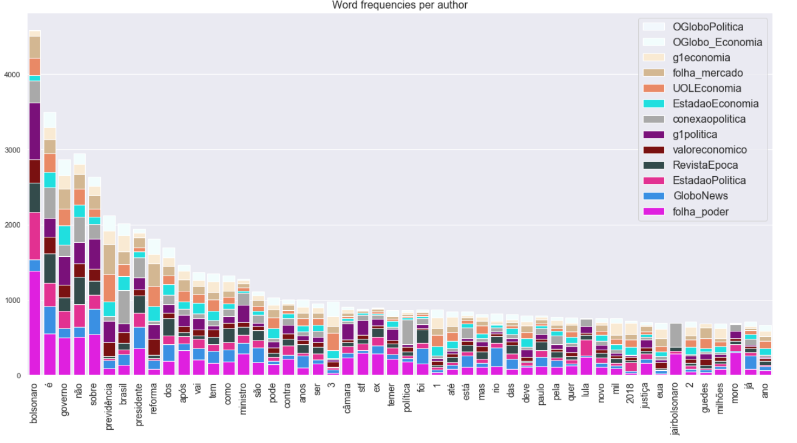 Word frequencies per author
OGloboPolitica
OGlobo_Economia
g1economia
folha_mercado
UOLEconomia
EstadaoEconomia
conexaopolitica
g1politica
valoreconomico
RevistaEpoca
EstadaoPolitica
GloboNews
folha_poder
4000
3000
2000
1000
0
bolsonaro
é
governo
não
sobre
previdência
brasil
presidente
reforma
dos
após
vai
tem
como
ministro
são
pode
contra
anos
ser
3
câmara
stf
ex
temer
política
foi
1
até
está
mas
rio
das
deve
paulo
pela
quer
lula
novo
mil
2018
justiça
eua
jairbolsonaro
2
guedes
milhões
moro
já
ano